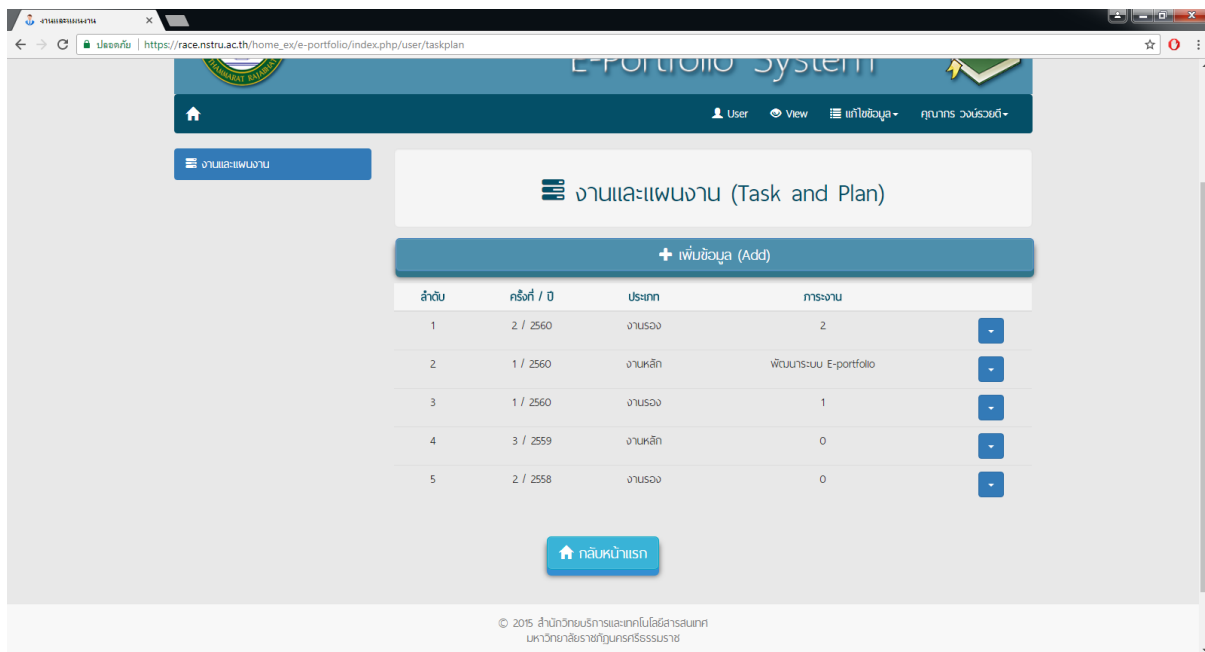 งานและแผนงาน
ปลอดภัย https://race.nstru.ac.th/home_ex/e-portfolio/index.php/user/taskplan
E-Portfolio System
User View แก้ไขข้อมูล คุณากร วงษ์รวยดี
งานและแผนงาน
งานและแผนงาน (Task and Plan)
เพิ่มข้อมูล (Add)
ลำดับ ครั้งที่ / ปี ประเภท ภาระงาน
1 2 / 2560 งานรอง 2
2 1 / 2560 งานหลัก พัฒนาระบบ E-portfolio
3 1 / 2560 งานรอง 1
4 3 / 2559 งานหลัก 0
5 2 / 2558 งานรอง 0
กลับหน้าแรก
© 2015 สำนักวิทยบริการและเทคโนโลยีสารสนเทศ
มหาวิทยาลัยราชภัฏนครศรีธรรมราช